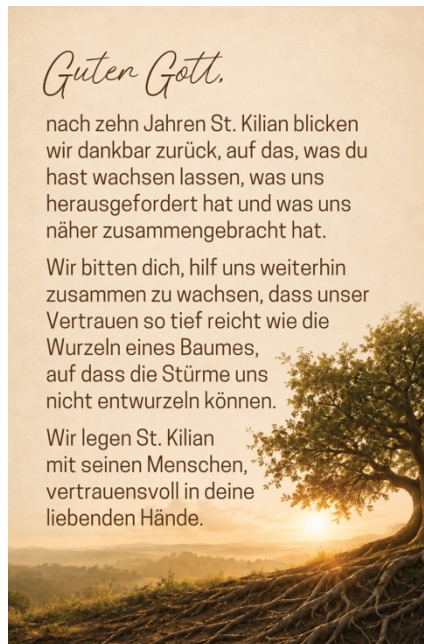 Guter Gott,
nach zehn Jahren St. Kilian blicken
wir dankbar zurück, auf das, was du
hast wachsen lassen, was uns
herausgefordert hat und was uns
näher zusammengebracht hat.
Wir bitten dich, hilf uns weiterhin
zusammen zu wachsen, dass unser
Vertrauen so tief reicht wie die
Wurzeln eines Baumes,
auf dass die Stürme uns
nicht entwurzeln können.
Wir legen St. Kilian
mit seinen Menschen,
vertrauensvoll in deine
liebenden Hände.